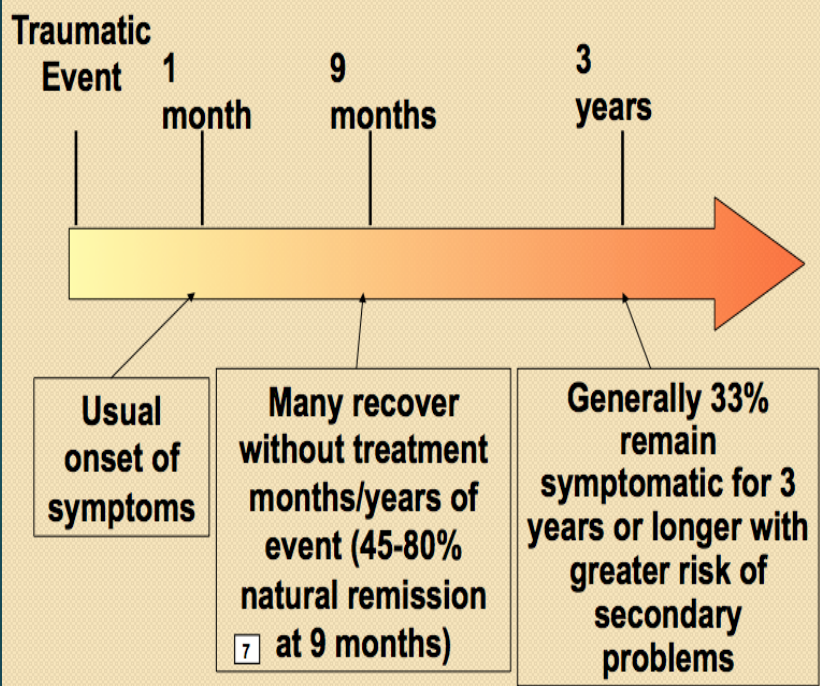 Traumatic
Event
1
month
9
months
3
years
Usual
onset of
symptoms
Many recover
without treatment
months/years of
event (45-80%
natural remission
at 9 months)
7
Generally 33%
remain
symptomatic for 3
years or longer with
greater risk of
secondary
problems